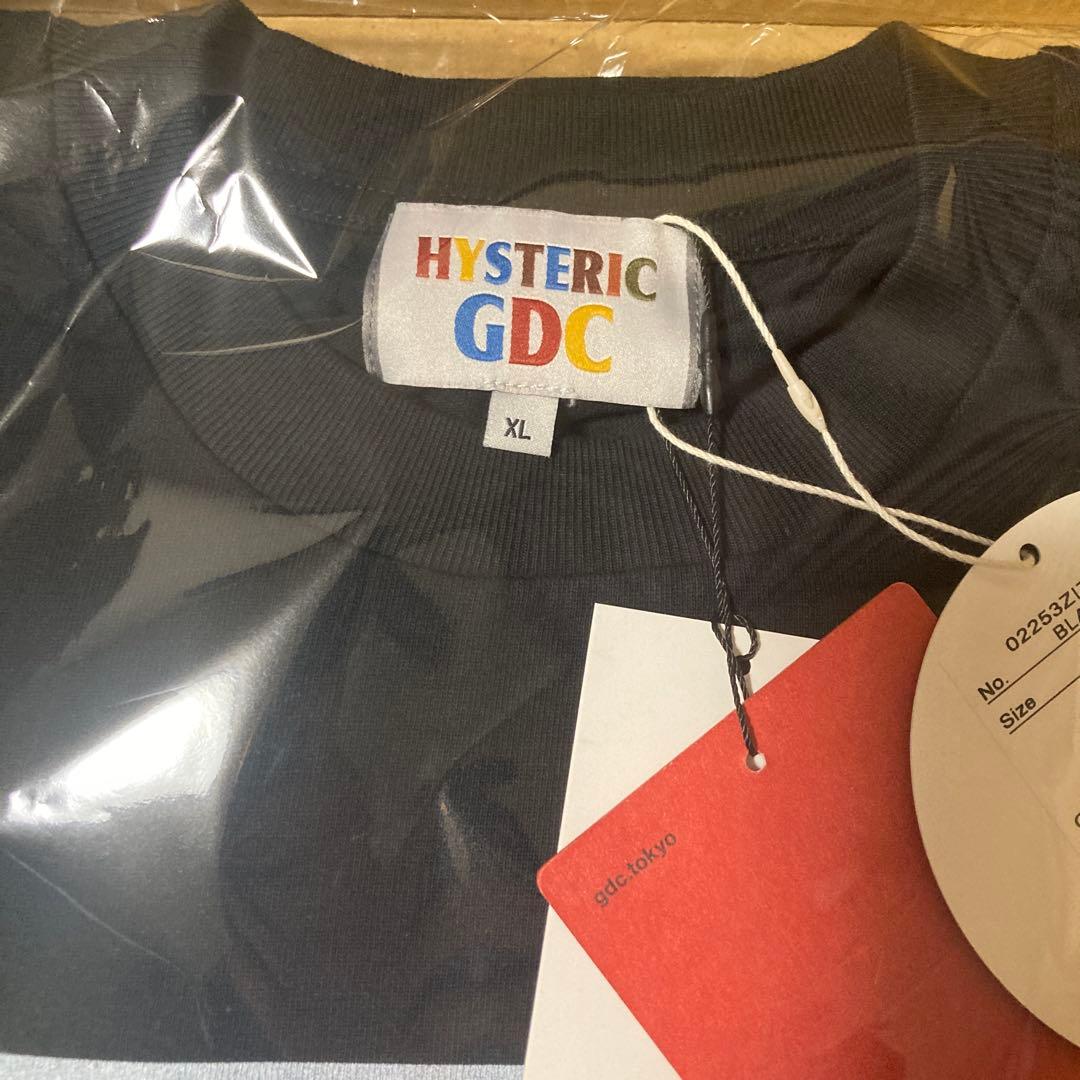 HYSTERIC
GDC
XL
gdc.tokyo
No.
Size